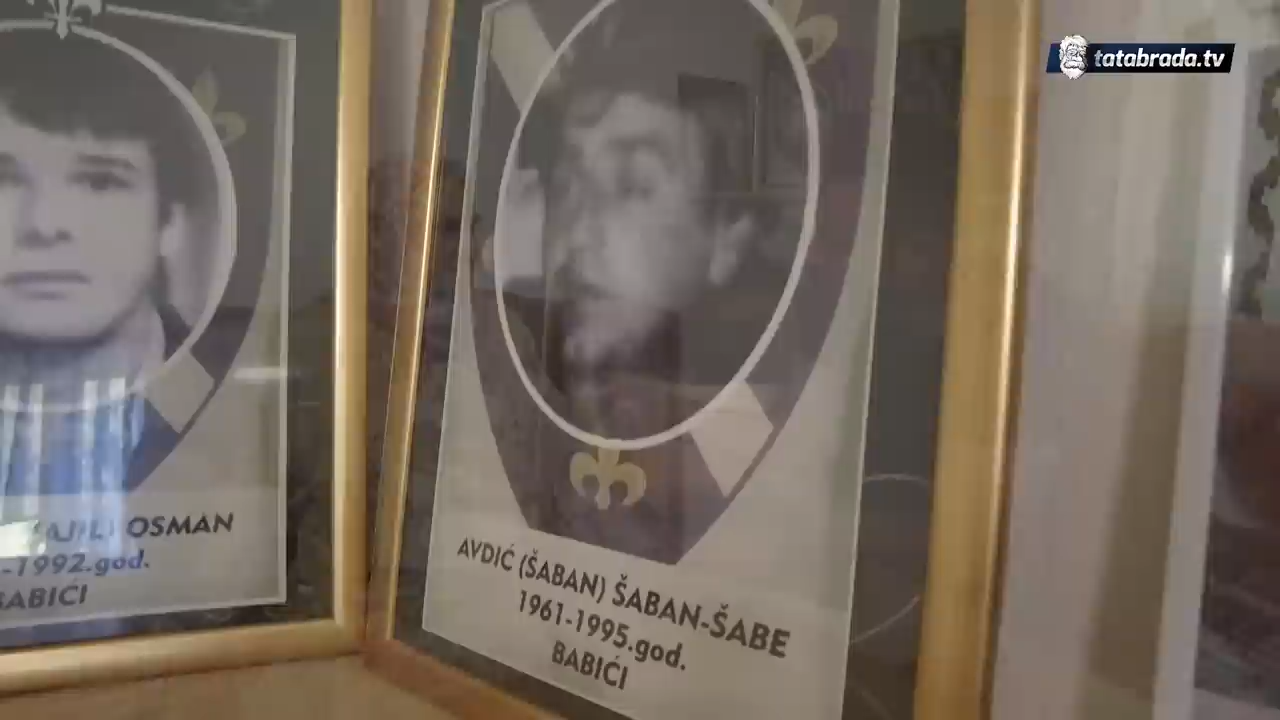 tatabrada.tv
OSMAN
-1992.god.
BABIĆI
AVDIĆ (ŠABAN) ŠABAN-ŠABE
1961-1995.god.
BABIĆI